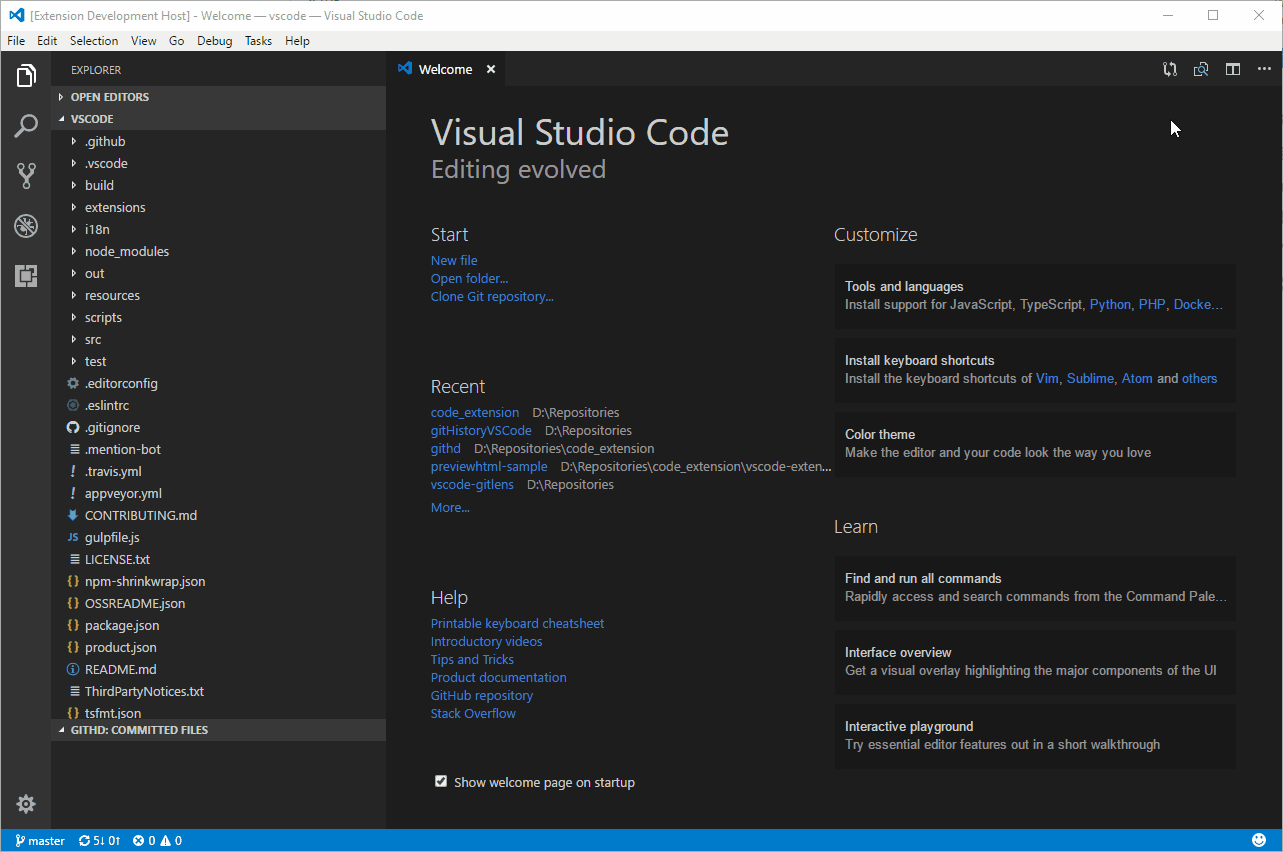 [Extension Development Host] - Welcome — vscode — Visual Studio Code
File Edit Selection View Go Debug Tasks Help
EXPLORER
OPEN EDITORS
VSCODE
.github
.vscode
build
extensions
i18n
node_modules
out
resources
scripts
src
test
.editorconfig
.eslintrc
.gitignore
.mention-bot
.travis.yml
appveyor.yml
CONTRIBUTING.md
JS gulpfile.js
LICENSE.txt
{} npm-shrinkwrap.json
{} OSSREADME.json
{} package.json
{} product.json
README.md
ThirdPartyNotices.txt
{} tsfmt.json
GITHD: COMMITTED FILES
Welcome
Visual Studio Code
Editing evolved
Start
New file
Open folder...
Clone Git repository...
Recent
code_extension D:\Repositories
gitHistoryVSCode D:\Repositories
githd D:\Repositories\code_extension
previewhtml-sample D:\Repositories\code_extension\vscode-exten...
vscode-gitlens D:\Repositories
More...
Help
Printable keyboard cheatsheet
Introductory videos
Tips and Tricks
Product documentation
GitHub repository
Stack Overflow
Show welcome page on startup
Customize
Tools and languages
Install support for JavaScript, TypeScript, Python, PHP, Docke...
Install keyboard shortcuts
Install the keyboard shortcuts of Vim, Sublime, Atom and others
Color theme
Make the editor and your code look the way you love
Learn
Find and run all commands
Rapidly access and search commands from the Command Pale...
Interface overview
Get a visual overlay highlighting the major components of the UI
Interactive playground
Try essential editor features out in a short walkthrough
master 5↓ 0↑ 0 0